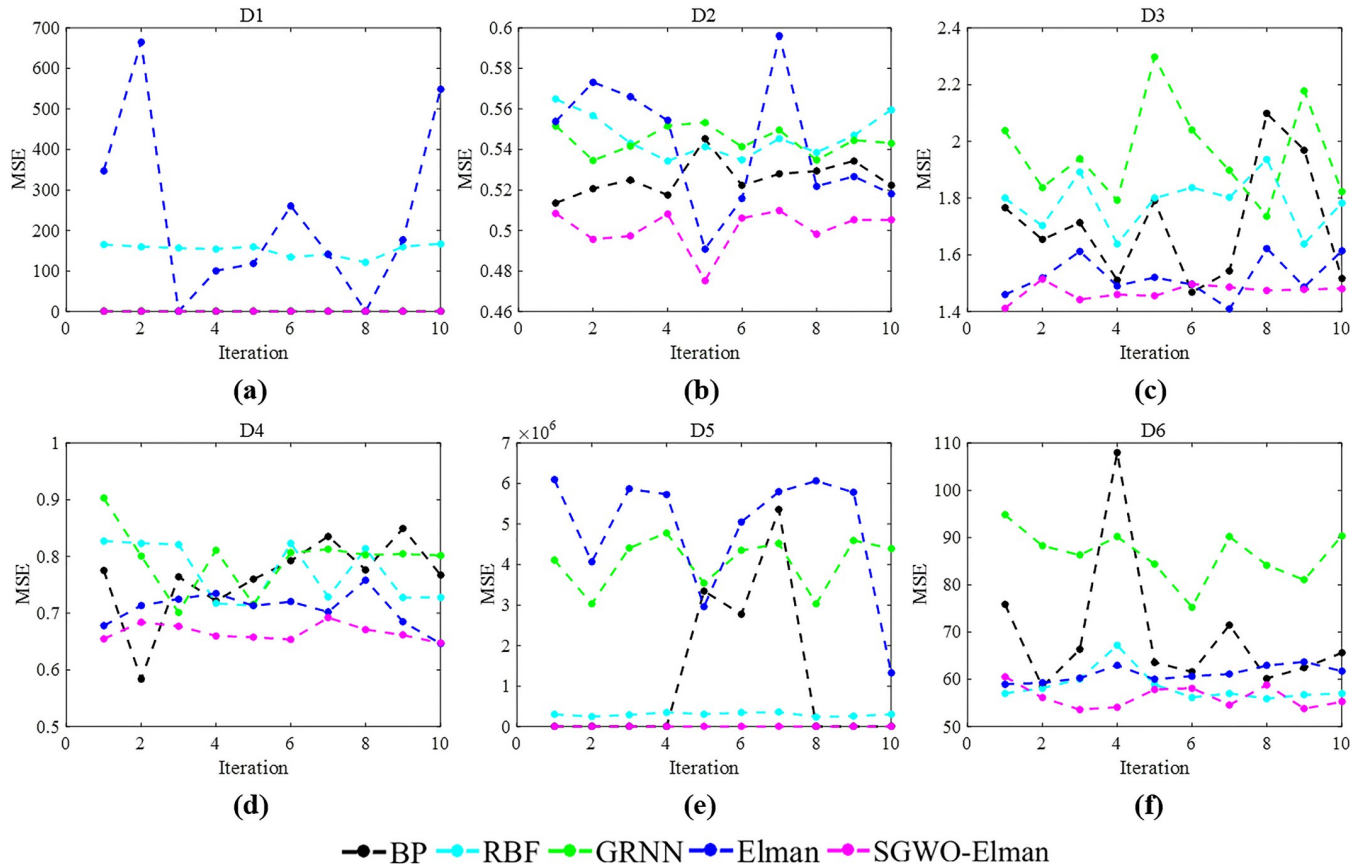 D1
700
600
500
400
300
200
100
0
MSE
0 2 4 6 8 10
Iteration
(a)
D2
0.6
0.58
0.56
0.54
0.52
0.5
0.48
0.46
MSE
0 2 4 6 8 10
Iteration
(b)
D3
2.4
2.2
2
1.8
1.6
1.4
MSE
0 2 4 6 8 10
Iteration
(c)
D4
1
0.9
0.8
0.7
0.6
0.5
MSE
0 2 4 6 8 10
Iteration
(d)
D5
×10⁶
7
6
5
4
3
2
1
0
MSE
0 2 4 6 8 10
Iteration
(e)
D6
110
100
90
80
70
60
50
MSE
0 2 4 6 8 10
Iteration
(f)
BP RBF GRNN Elman SGWO-Elman